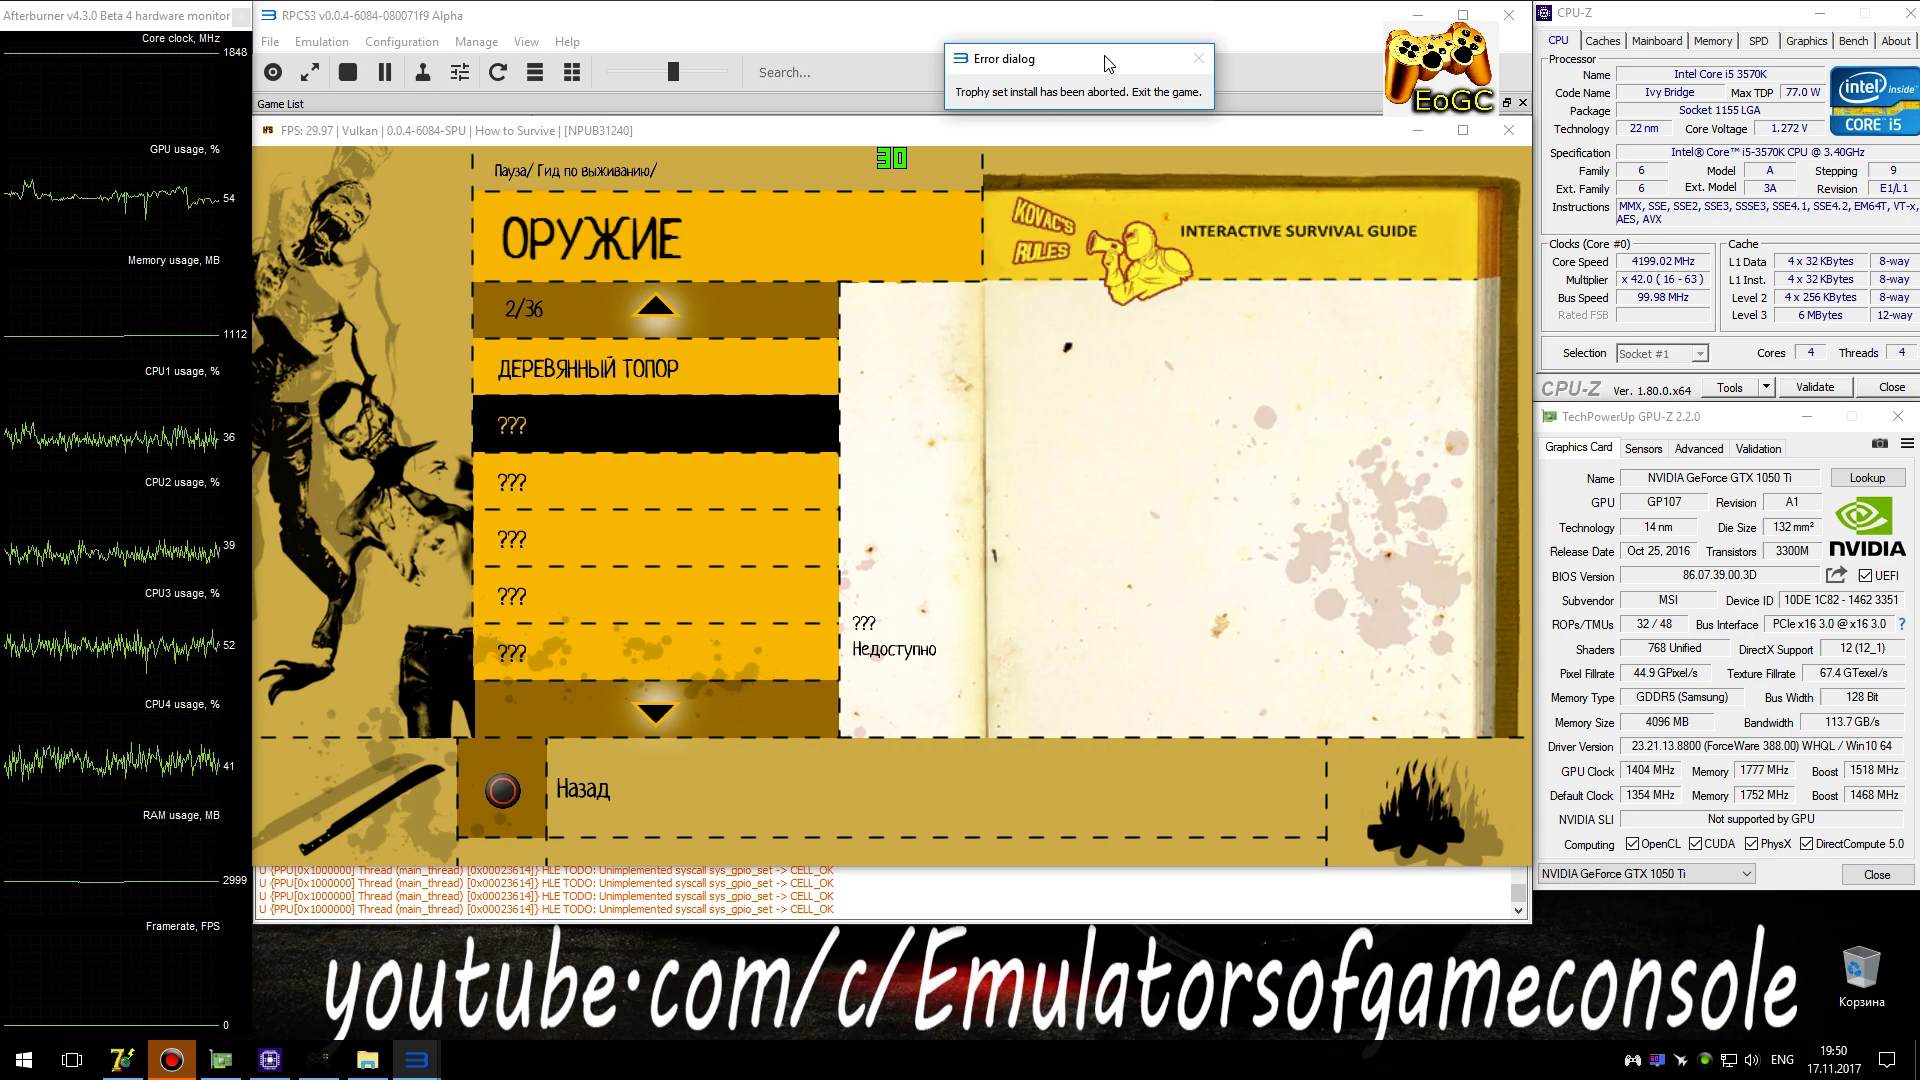 Afterburner v4.3.0 Beta 4 hardware monitor
Core clock, MHz
1848
GPU usage, %
54
Memory usage, MB
1112
CPU1 usage, %
36
CPU2 usage, %
39
CPU3 usage, %
52
CPU4 usage, %
41
RAM usage, MB
2999
Framerate, FPS
0
RPCS3 v0.0.4-6084-080071f9 Alpha
File Emulation Configuration Manage View Help
Search...
Game List
Error dialog
Trophy set install has been aborted. Exit the game.
EoGC
FPS: 29.97 | Vulkan | 0.0.4-6084-SPU | How to Survive | [NPUB31240]
30
Пауза/ Гид по выживанию/
ОРУЖИЕ
2/36
ДЕРЕВЯННЫЙ ТОПОР
???
???
???
???
???
KOVAC'S
RULES
INTERACTIVE SURVIVAL GUIDE
???
Недоступно
Назад
U {PPU[0x1000000] Thread (main_thread) [0x00023614]} HLE TODO: Unimplemented syscall sys_gpio_set -> CELL_OK
U {PPU[0x1000000] Thread (main_thread) [0x00023614]} HLE TODO: Unimplemented syscall sys_gpio_set -> CELL_OK
U {PPU[0x1000000] Thread (main_thread) [0x00023614]} HLE TODO: Unimplemented syscall sys_gpio_set -> CELL_OK
U {PPU[0x1000000] Thread (main_thread) [0x00023614]} HLE TODO: Unimplemented syscall sys_gpio_set -> CELL_OK
CPU-Z
CPU Caches Mainboard Memory SPD Graphics Bench About
Processor
Name Intel Core i5 3570K
Code Name Ivy Bridge Max TDP 77.0 W
Package Socket 1155 LGA
Technology 22 nm Core Voltage 1.272 V
intel inside™
CORE i5
Specification Intel® Core™ i5-3570K CPU @ 3.40GHz
Family 6 Model A Stepping 9
Ext. Family 6 Ext. Model 3A Revision E1/L1
Instructions MMX, SSE, SSE2, SSE3, SSSE3, SSE4.1, SSE4.2, EM64T, VT-x,
AES, AVX
Clocks (Core #0) Cache
Core Speed 4199.02 MHz L1 Data 4 x 32 KBytes 8-way
Multiplier x 42.0 ( 16 - 63 ) L1 Inst. 4 x 32 KBytes 8-way
Bus Speed 99.98 MHz Level 2 4 x 256 KBytes 8-way
Rated FSB Level 3 6 MBytes 12-way
Selection Socket #1 Cores 4 Threads 4
CPU-Z Ver. 1.80.0.x64 Tools Validate Close
TechPowerUp GPU-Z 2.2.0
Graphics Card Sensors Advanced Validation
Name NVIDIA GeForce GTX 1050 Ti Lookup
GPU GP107 Revision A1
Technology 14 nm Die Size 132 mm²
Release Date Oct 25, 2016 Transistors 3300M
NVIDIA
BIOS Version 86.07.39.00.3D UEFI
Subvendor MSI Device ID 10DE 1C82 - 1462 3351
ROPs/TMUs 32 / 48 Bus Interface PCIe x16 3.0 @ x16 3.0 ?
Shaders 768 Unified DirectX Support 12 (12_1)
Pixel Fillrate 44.9 GPixel/s Texture Fillrate 67.4 GTexel/s
Memory Type GDDR5 (Samsung) Bus Width 128 Bit
Memory Size 4096 MB Bandwidth 113.7 GB/s
Driver Version 23.21.13.8800 (ForceWare 388.00) WHQL / Win10 64
GPU Clock 1404 MHz Memory 1777 MHz Boost 1518 MHz
Default Clock 1354 MHz Memory 1752 MHz Boost 1468 MHz
NVIDIA SLI Not supported by GPU
Computing OpenCL CUDA PhysX DirectCompute 5.0
NVIDIA GeForce GTX 1050 Ti Close
youtube.com/c/Emulatorsofgameconsole
Корзина
ENG
19:50
17.11.2017